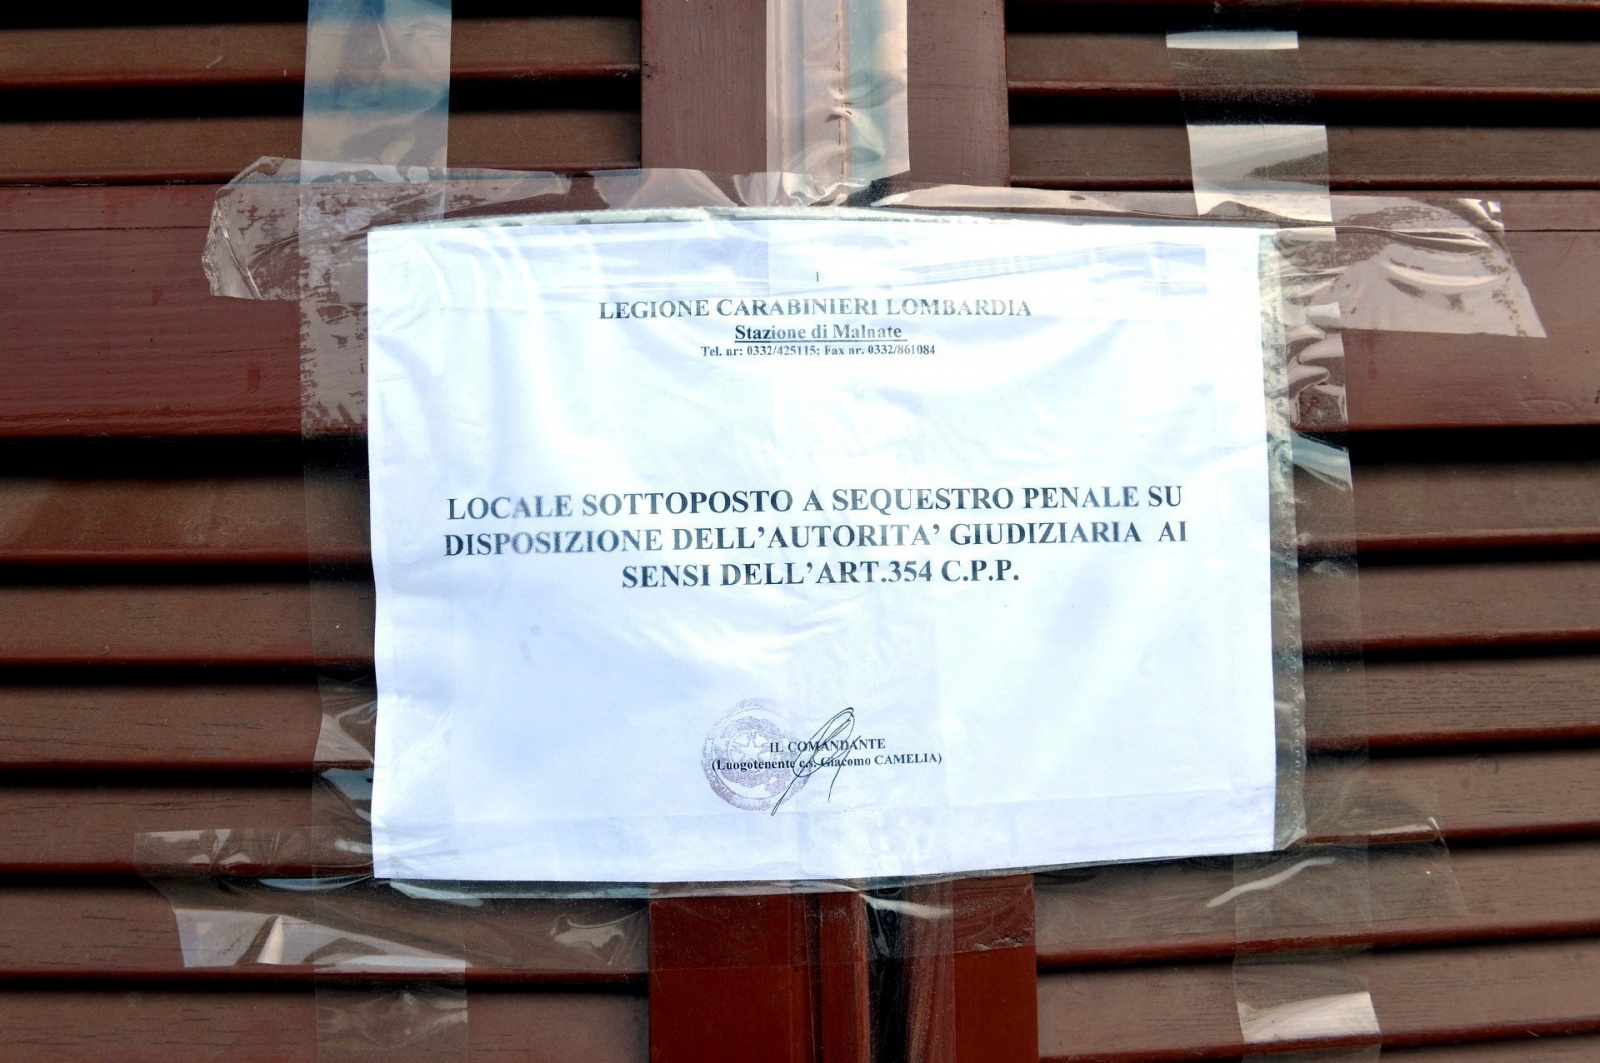 LEGIONE CARABINIERI LOMBARDIA
Stazione di Malnate
Tel. nr: 0332/425115; Fax nr. 0332/861084
LOCALE SOTTOPOSTO A SEQUESTRO PENALE SU
DISPOSIZIONE DELL'AUTORITA' GIUDIZIARIA AI
SENSI DELL'ART.354 C.P.P.
IL COMANDANTE
(Luogotenente c.s. Giacomo CAMELIA)